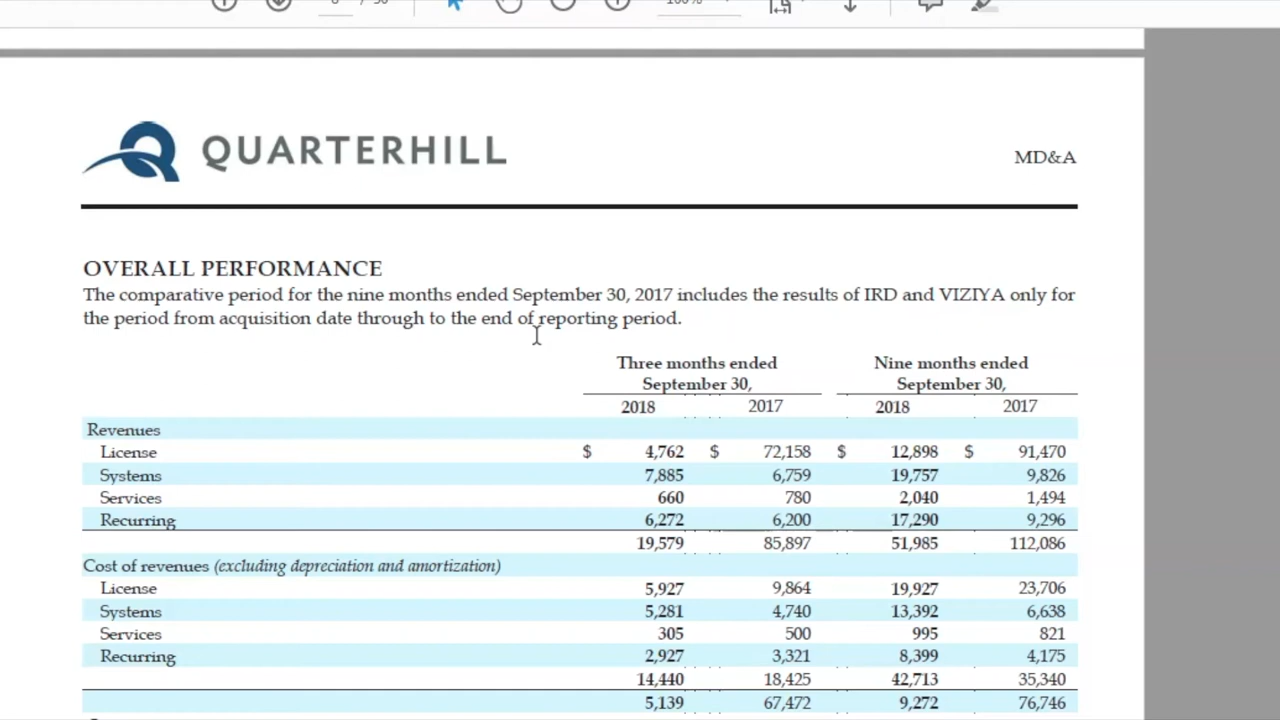 QUARTERHILL
MD&A
OVERALL PERFORMANCE
The comparative period for the nine months ended September 30, 2017 includes the results of IRD and VIZIYA only for
the period from acquisition date through to the end of reporting period.
Three months ended Nine months ended
September 30, September 30,
2018 2017 2018 2017
Revenues
License $ 4,762 $ 72,158 $ 12,898 $ 91,470
Systems 7,885 6,759 19,757 9,826
Services 660 780 2,040 1,494
Recurring 6,272 6,200 17,290 9,296
19,579 85,897 51,985 112,086
Cost of revenues (excluding depreciation and amortization)
License 5,927 9,864 19,927 23,706
Systems 5,281 4,740 13,392 6,638
Services 305 500 995 821
Recurring 2,927 3,321 8,399 4,175
14,440 18,425 42,713 35,340
5,139 67,472 9,272 76,746